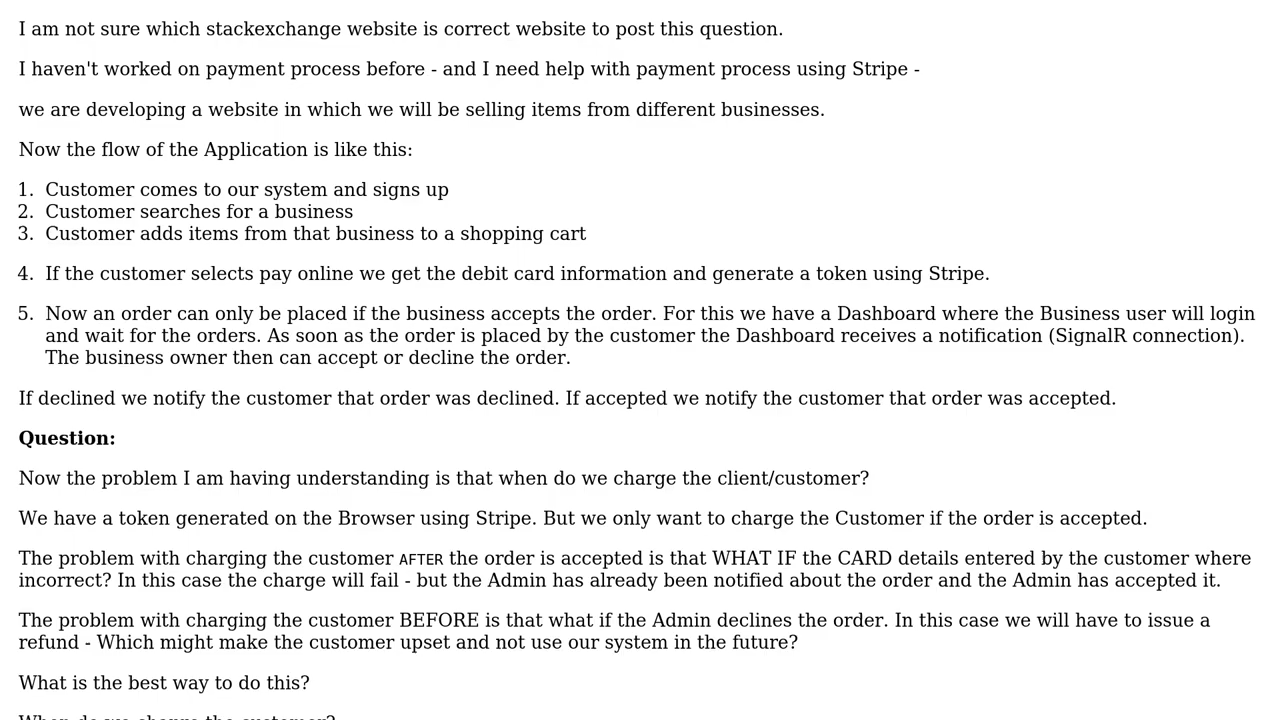 I am not sure which stackexchange website is correct website to post this question.
I haven't worked on payment process before - and I need help with payment process using Stripe -
we are developing a website in which we will be selling items from different businesses.
Now the flow of the Application is like this:
1. Customer comes to our system and signs up
2. Customer searches for a business
3. Customer adds items from that business to a shopping cart
4. If the customer selects pay online we get the debit card information and generate a token using Stripe.
5. Now an order can only be placed if the business accepts the order. For this we have a Dashboard where the Business user will login
and wait for the orders. As soon as the order is placed by the customer the Dashboard receives a notification (SignalR connection).
The business owner then can accept or decline the order.
If declined we notify the customer that order was declined. If accepted we notify the customer that order was accepted.
Question:
Now the problem I am having understanding is that when do we charge the client/customer?
We have a token generated on the Browser using Stripe. But we only want to charge the Customer if the order is accepted.
The problem with charging the customer AFTER the order is accepted is that WHAT IF the CARD details entered by the customer where
incorrect? In this case the charge will fail - but the Admin has already been notified about the order and the Admin has accepted it.
The problem with charging the customer BEFORE is that what if the Admin declines the order. In this case we will have to issue a
refund - Which might make the customer upset and not use our system in the future?
What is the best way to do this?
When do we charge the customer?